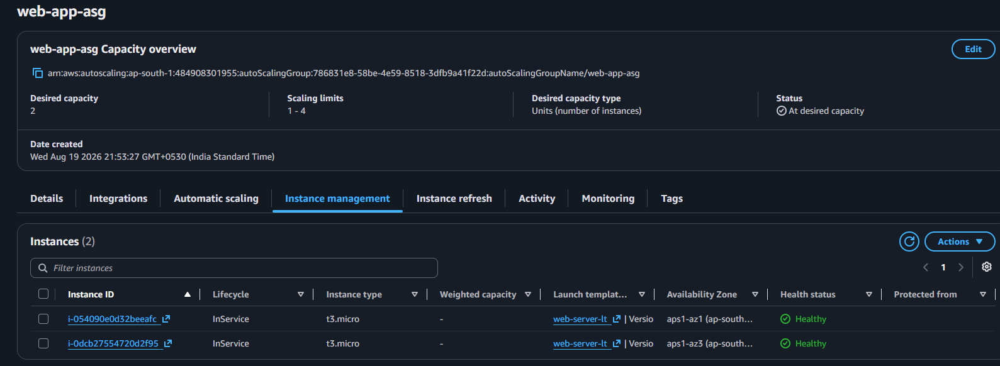 web-app-asg
web-app-asg Capacity overview
Edit
arn:aws:autoscaling:ap-south-1:484908301955:autoScalingGroup:786831e8-58be-4e59-8518-3dfb9a41f22d:autoScalingGroupName/web-app-asg
Desired capacity
2
Scaling limits
1 - 4
Desired capacity type
Units (number of instances)
Status
At desired capacity
Date created
Wed Aug 19 2026 21:53:27 GMT+0530 (India Standard Time)
Details Integrations Automatic scaling Instance management Instance refresh Activity Monitoring Tags
Instances (2)
Actions
Filter instances
1
Instance ID Lifecycle Instance type Weighted capacity Launch templat... Availability Zone Health status Protected from
i-054090e0d32beeafc InService t3.micro - web-server-lt | Versio aps1-az1 (ap-south... Healthy
i-0dcb27554720d2f95 InService t3.micro - web-server-lt | Versio aps1-az3 (ap-south... Healthy